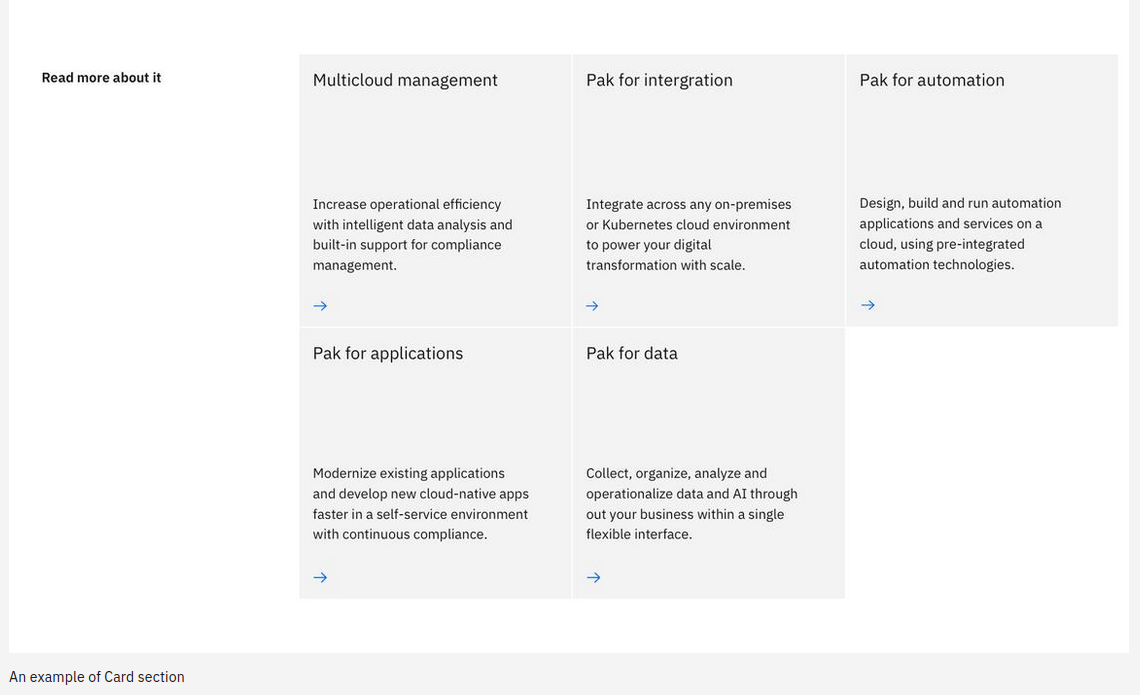 Read more about it
Multicloud management
Increase operational efficiency
with intelligent data analysis and
built-in support for compliance
management.
Pak for intergration
Integrate across any on-premises
or Kubernetes cloud environment
to power your digital
transformation with scale.
Pak for automation
Design, build and run automation
applications and services on a
cloud, using pre-integrated
automation technologies.
Pak for applications
Modernize existing applications
and develop new cloud-native apps
faster in a self-service environment
with continuous compliance.
Pak for data
Collect, organize, analyze and
operationalize data and AI through
out your business within a single
flexible interface.
An example of Card section